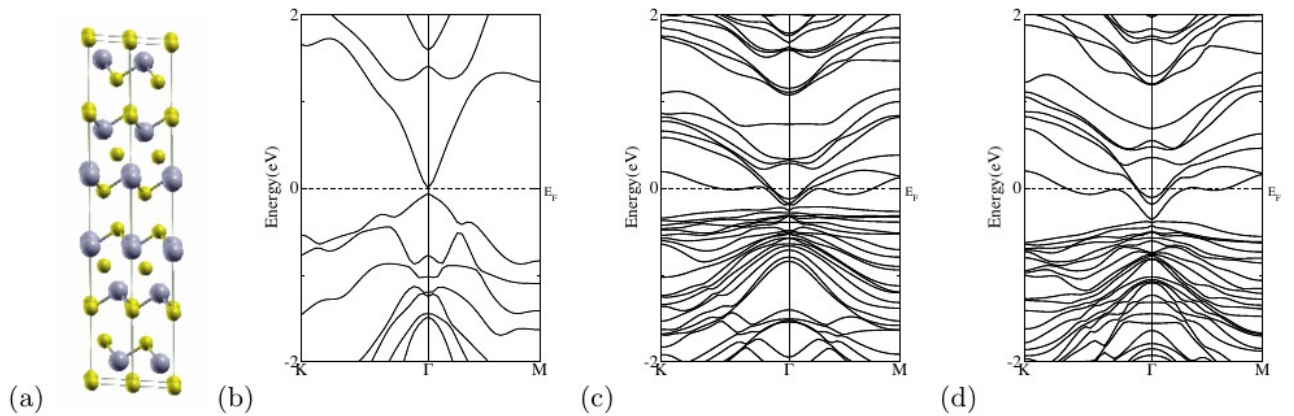 (a)
(b)
Energy(eV)
2
0
-2
K
Γ
M
E_F
(c)
Energy(eV)
2
0
-2
K
Γ
M
E_F
(d)
Energy(eV)
2
0
-2
K
Γ
M
E_F